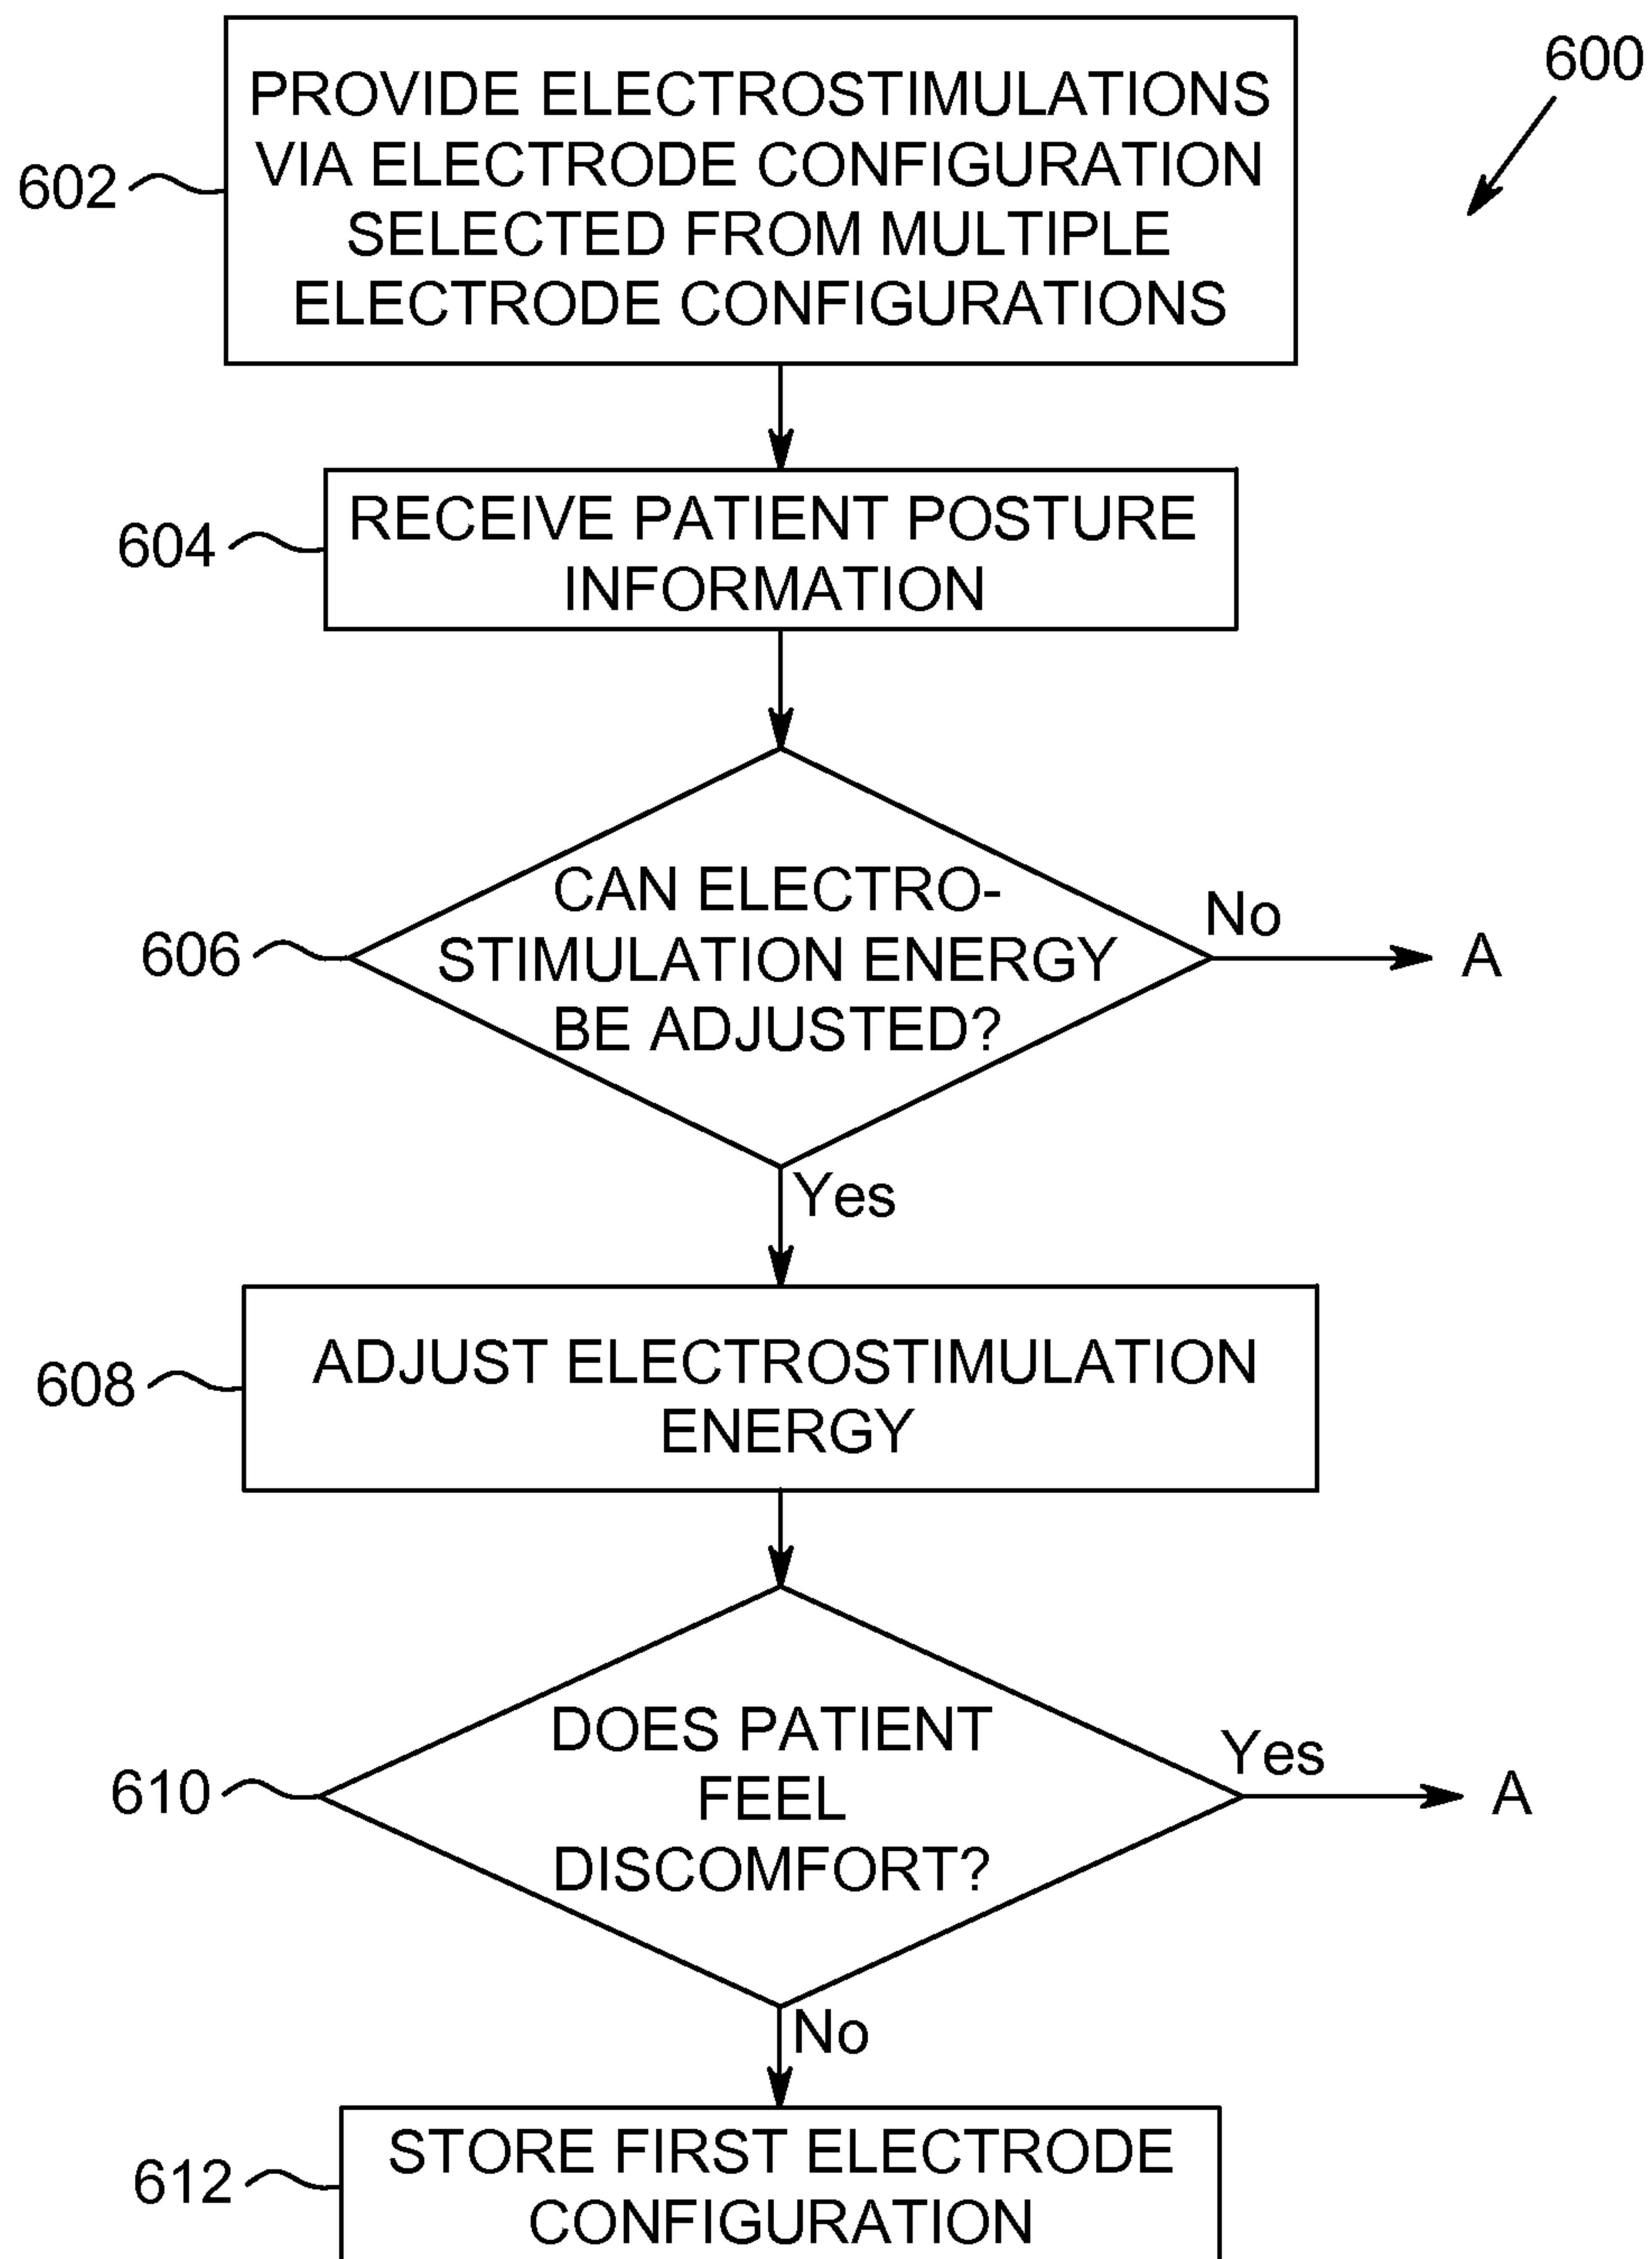 600
PROVIDE ELECTROSTIMULATIONS
VIA ELECTRODE CONFIGURATION
SELECTED FROM MULTIPLE
ELECTRODE CONFIGURATIONS
602
RECEIVE PATIENT POSTURE
INFORMATION
604
CAN ELECTRO-
STIMULATION ENERGY
BE ADJUSTED?
606
No
A
Yes
ADJUST ELECTROSTIMULATION
ENERGY
608
DOES PATIENT
FEEL
DISCOMFORT?
610
Yes
A
No
STORE FIRST ELECTRODE
CONFIGURATION
612